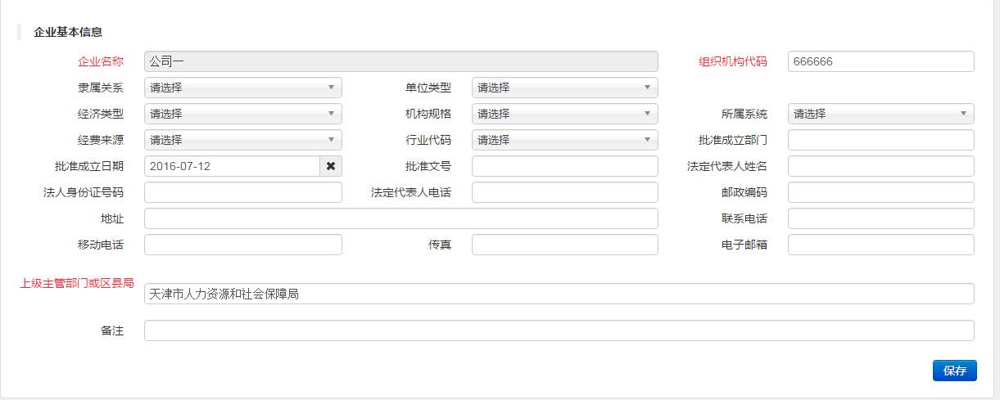 企业基本信息
企业名称 公司一 组织机构代码 666666
隶属关系 请选择 单位类型 请选择
经济类型 请选择 机构规格 请选择 所属系统 请选择
经费来源 请选择 行业代码 请选择 批准成立部门
批准成立日期 2016-07-12 批准文号 法定代表人姓名
法人身份证号码 法定代表人电话 邮政编码
地址 联系电话
移动电话 传真 电子邮箱
上级主管部门或区县局 天津市人力资源和社会保障局
备注
保存